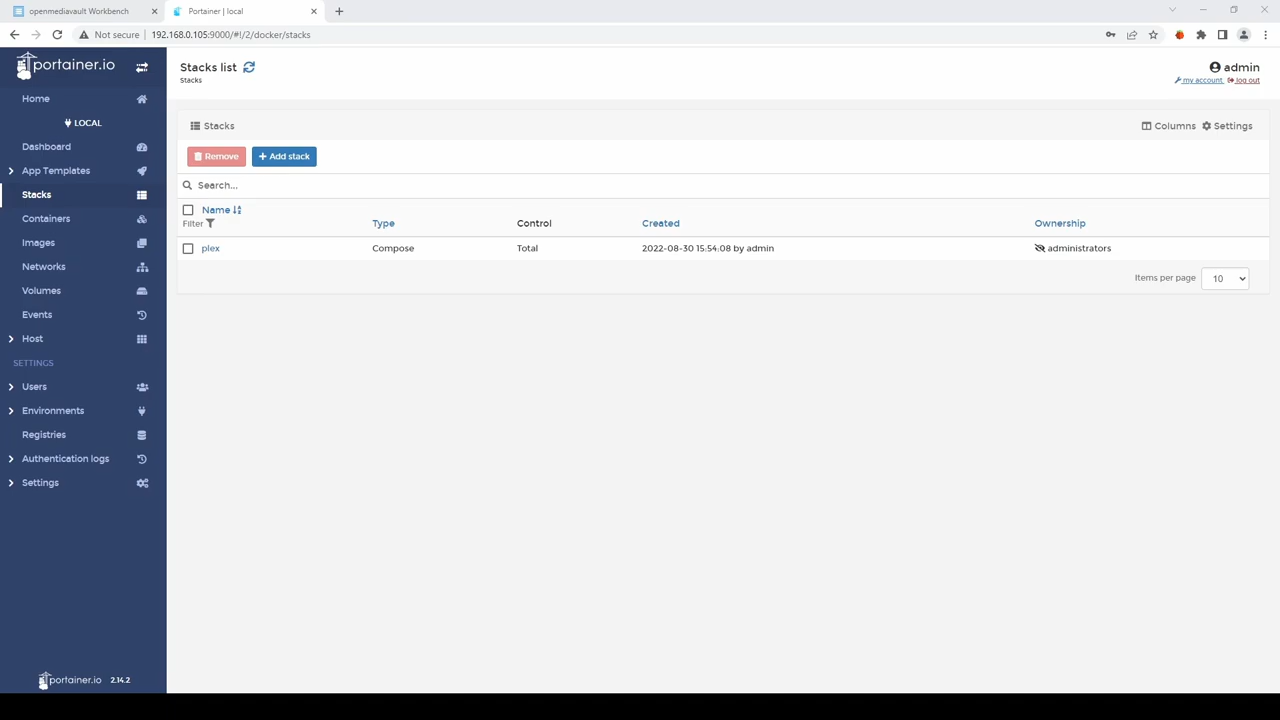 openmediavault Workbench
Portainer | local
Not secure
192.168.0.105:9000/#!/2/docker/stacks
portainer.io
Home
LOCAL
Dashboard
App Templates
Stacks
Containers
Images
Networks
Volumes
Events
Host
SETTINGS
Users
Environments
Registries
Authentication logs
Settings
portainer.io 2.14.2
Stacks list
Stacks
admin
my account log out
Stacks
Columns Settings
Remove Add stack
Search...
Name Type Control Created Ownership
Filter
plex Compose Total 2022-08-30 15:54:08 by admin administrators
Items per page 10